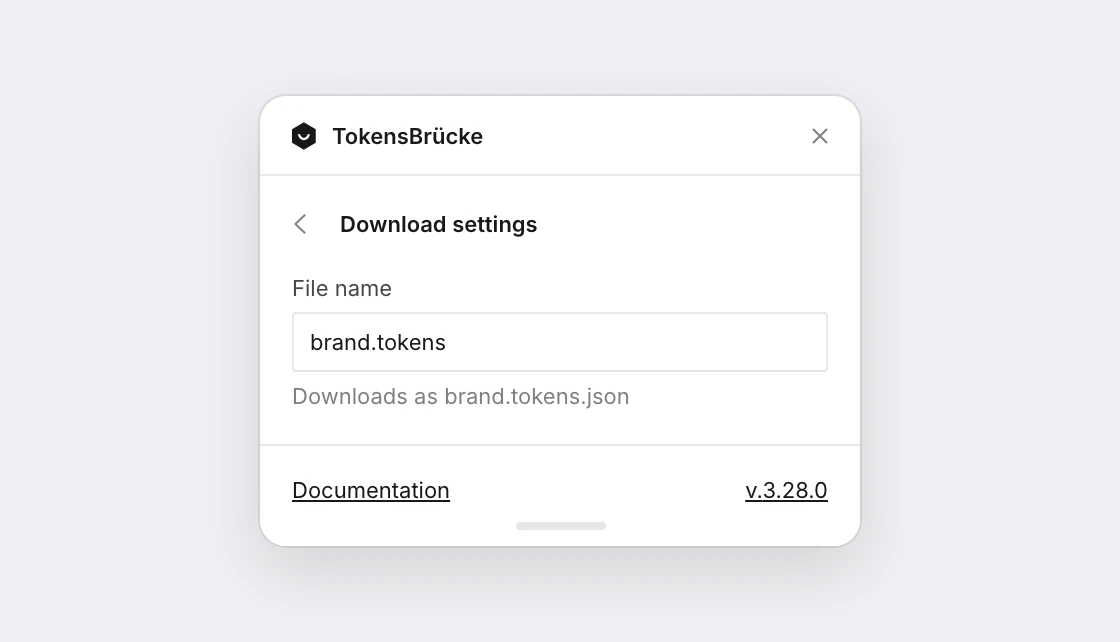 TokensBrücke
Download settings
File name
brand.tokens
Downloads as brand.tokens.json
Documentation
v.3.28.0